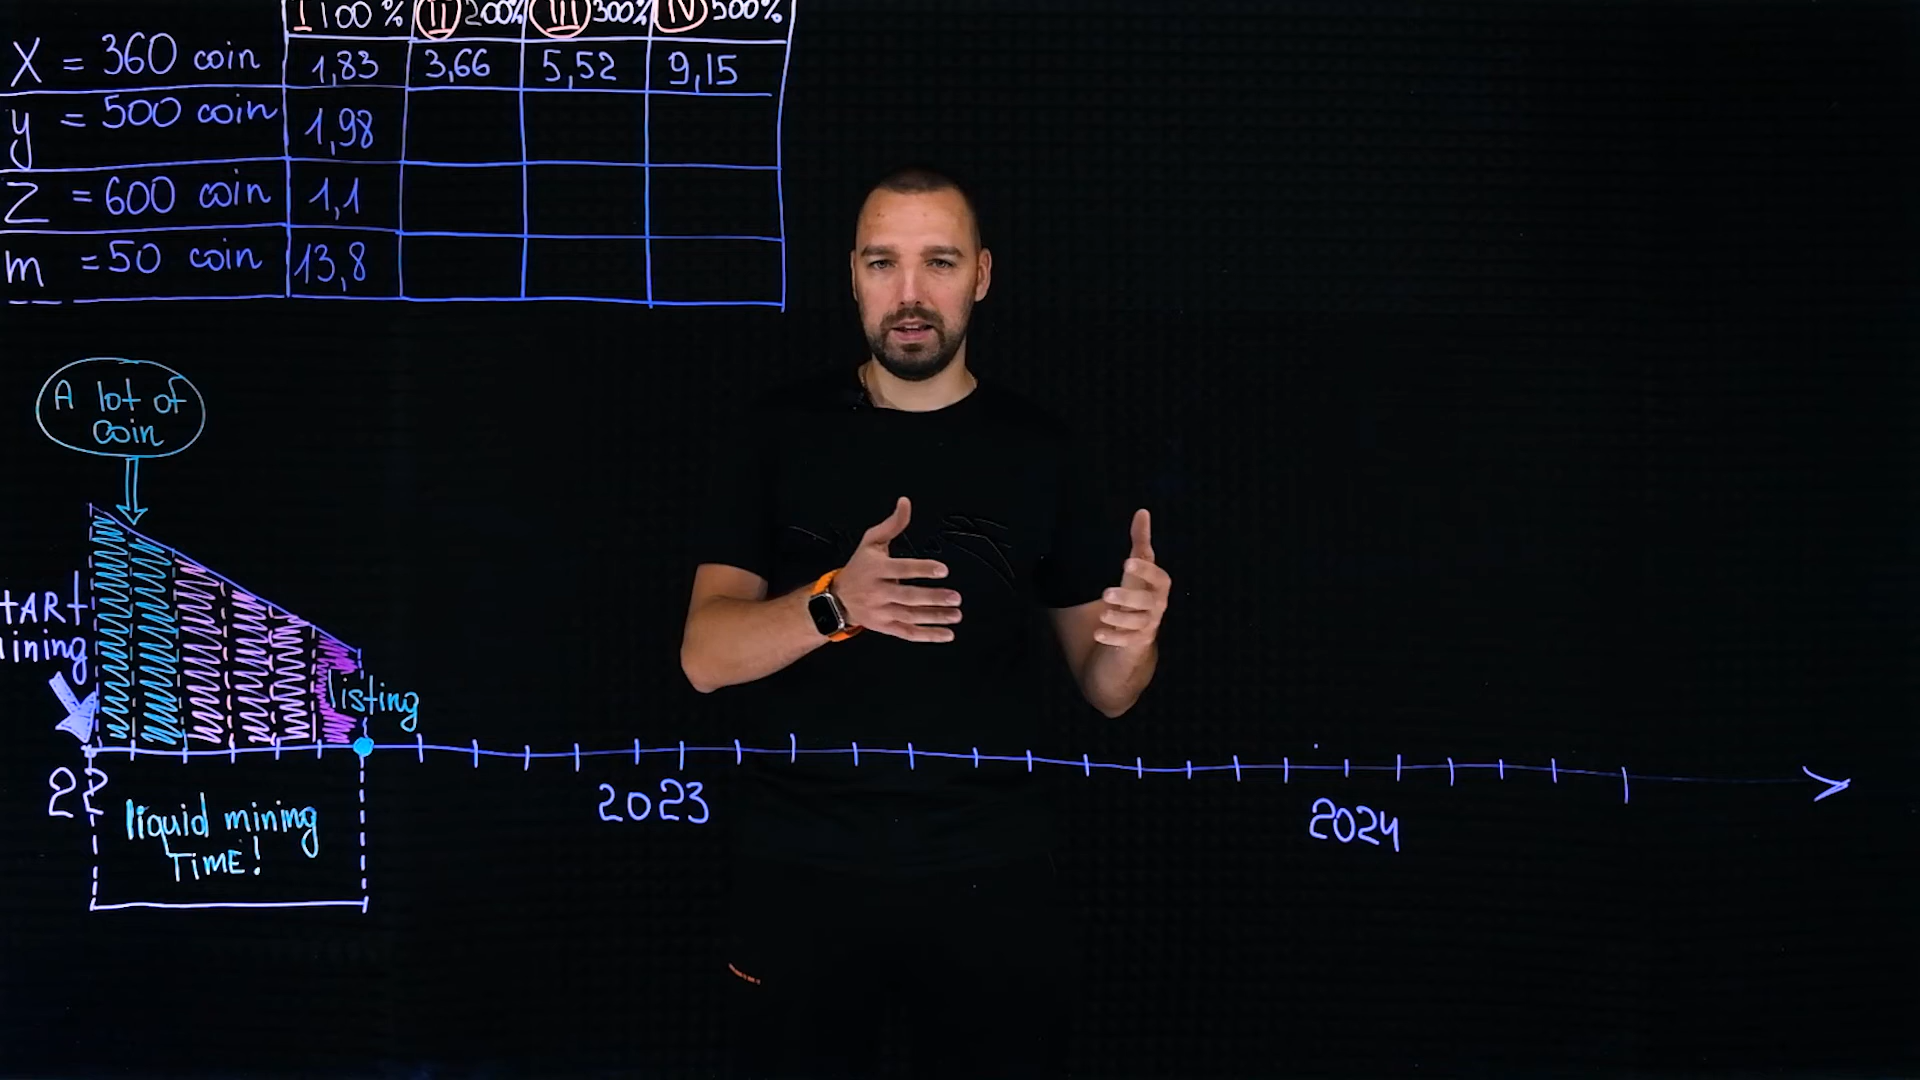 I 100% II 200% III 300% IV 500%
X = 360 coin 1,83 3,66 5,52 9,15
y = 500 coin 1,98
Z = 600 coin 1,1
m = 50 coin 13,8
A lot of
coin
tART
ining
listing
22 2023 2024
liquid mining
TiME!